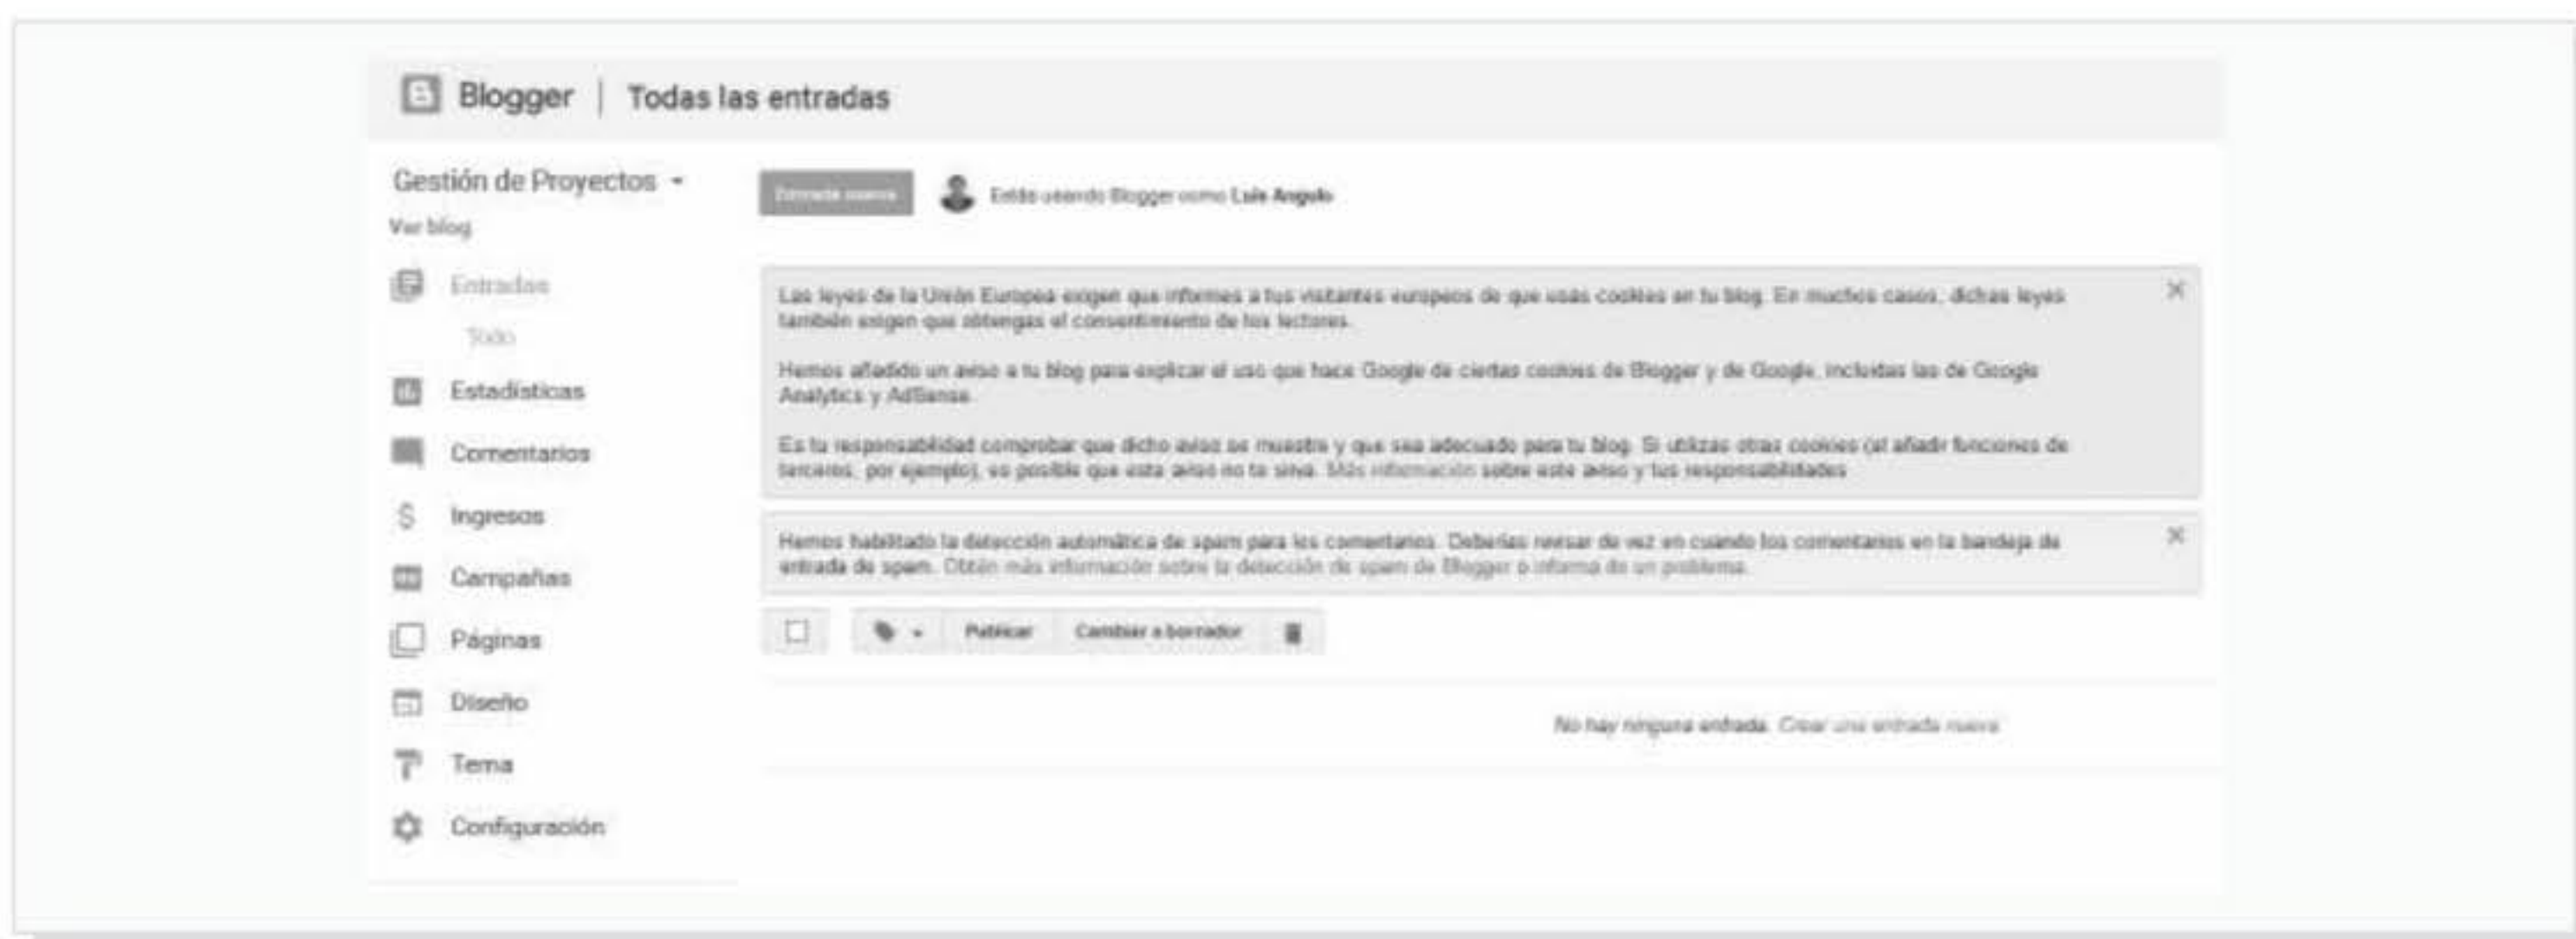 Blogger | Todas las entradas
Gestión de Proyectos
Ver blog
Entrada nueva
Estás usando Blogger como Luis Angulo
Entradas
Todo
Estadísticas
Comentarios
Ingresos
Campañas
Páginas
Diseño
Tema
Configuración
Las leyes de la Unión Europea exigen que informes a tus visitantes europeos de que usas cookies en tu blog. En muchos casos, dichas leyes
también exigen que obtengas el consentimiento de los lectores.
Hemos añadido un aviso a tu blog para explicar el uso que hace Google de ciertas cookies de Blogger y de Google, incluidas las de Google
Analytics y AdSense.
Es tu responsabilidad comprobar que dicho aviso se muestra y que sea adecuado para tu blog. Si utilizas otras cookies (al añadir funciones de
terceros, por ejemplo), es posible que este aviso no te sirva. Más información sobre este aviso y tus responsabilidades
Hemos habilitado la detección automática de spam para los comentarios. Deberías revisar de vez en cuando los comentarios en la bandeja de
entrada de spam. Obtén más información sobre la detección de spam de Blogger o informa de un problema.
Publicar
Cambiar a borrador
No hay ninguna entrada. Crear una entrada nueva